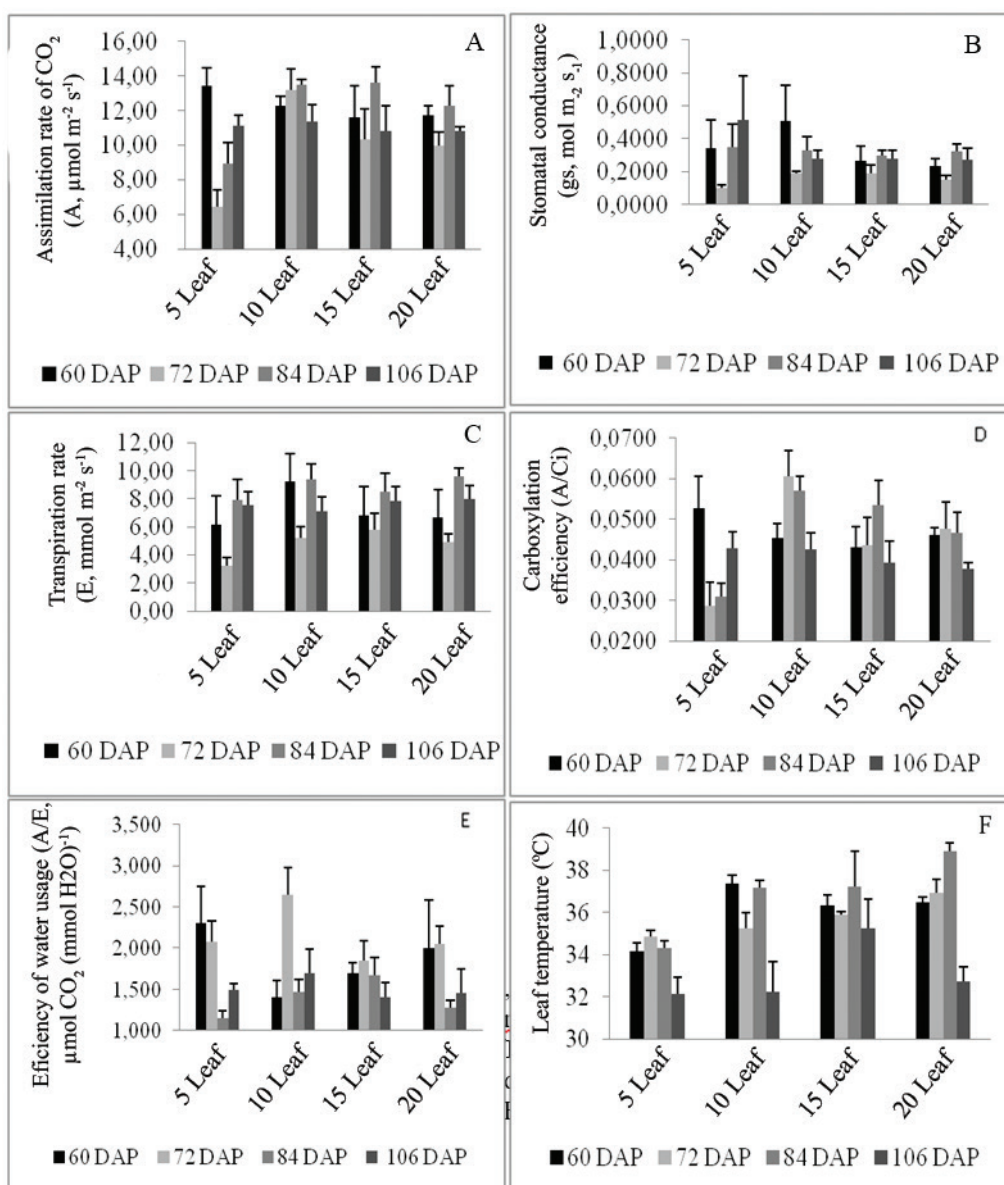 A
Assimilation rate of CO₂
(A, µmol m⁻² s⁻¹)
16,00
14,00
12,00
10,00
8,00
6,00
4,00
5 Leaf
10 Leaf
15 Leaf
20 Leaf
60 DAP 72 DAP 84 DAP 106 DAP
B
Stomatal conductance
(gs, mol m₋₂ s₋₁)
1,0000
0,8000
0,6000
0,4000
0,2000
0,0000
5 Leaf
10 Leaf
15 Leaf
20 Leaf
60 DAP 72 DAP 84 DAP 106 DAP
C
Transpiration rate
(E, mmol m⁻² s⁻¹)
12,00
10,00
8,00
6,00
4,00
2,00
0,00
5 Leaf
10 Leaf
15 Leaf
20 Leaf
60 DAP 72 DAP 84 DAP 106 DAP
D
Carboxylation
efficiency (A/Ci)
0,0700
0,0600
0,0500
0,0400
0,0300
0,0200
5 Leaf
10 Leaf
15 Leaf
20 Leaf
60 DAP 72 DAP 84 DAP 106 DAP
E
Eficiency of water usage (A/E,
µmol CO₂ (mmol H2O)⁻¹)
3,500
3,000
2,500
2,000
1,500
1,000
5 Leaf
10 Leaf
15 Leaf
20 Leaf
60 DAP 72 DAP 84 DAP 106 DAP
F
Leaf temperature (ºC)
40
38
36
34
32
30
5 Leaf
10 Leaf
15 Leaf
20 Leaf
60 DAP 72 DAP 84 DAP 106 DAP